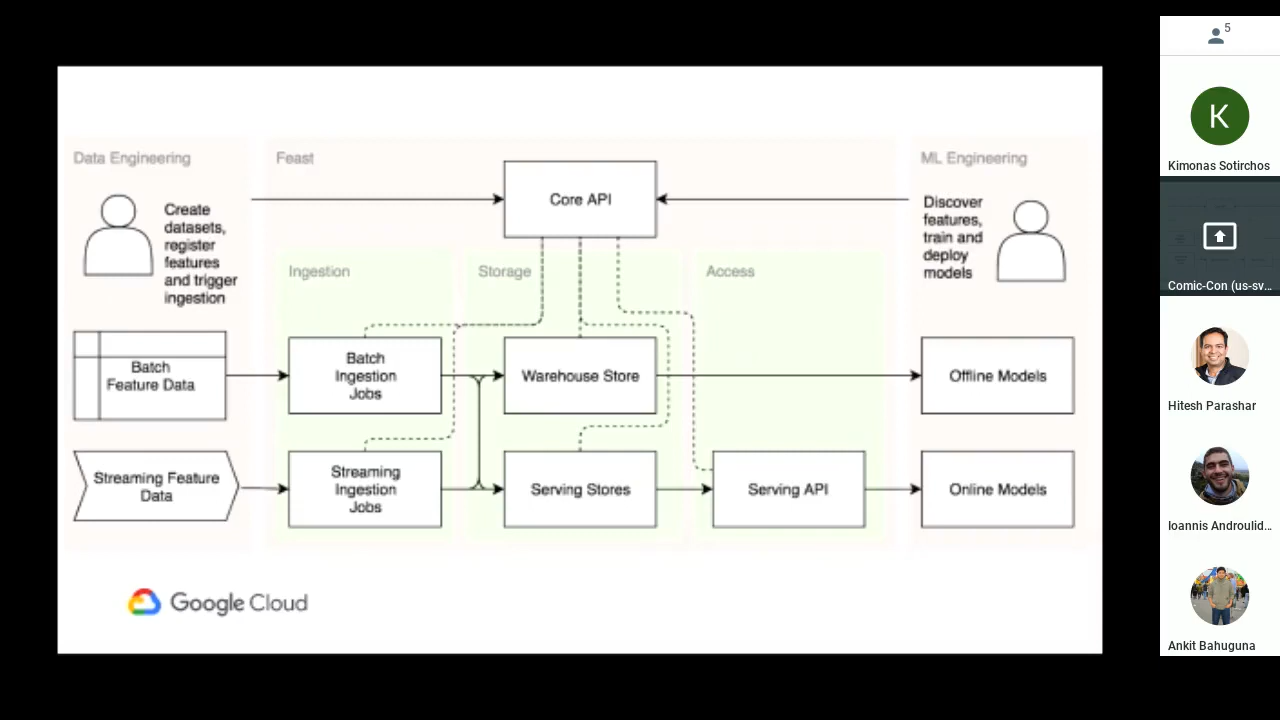 Data Engineering
Feast
ML Engineering
Core API
Create
datasets,
register
features
and trigger
ingestion
Discover
features,
train and
deploy
models
Ingestion
Storage
Access
Batch
Feature Data
Batch
Ingestion
Jobs
Warehouse Store
Offline Models
Streaming Feature
Data
Streaming
Ingestion
Jobs
Serving Stores
Serving API
Online Models
Google Cloud
5
K
Kimonas Sotirchos
Comic-Con (us-sv...
Hitesh Parashar
Ioannis Androulid...
Ankit Bahuguna